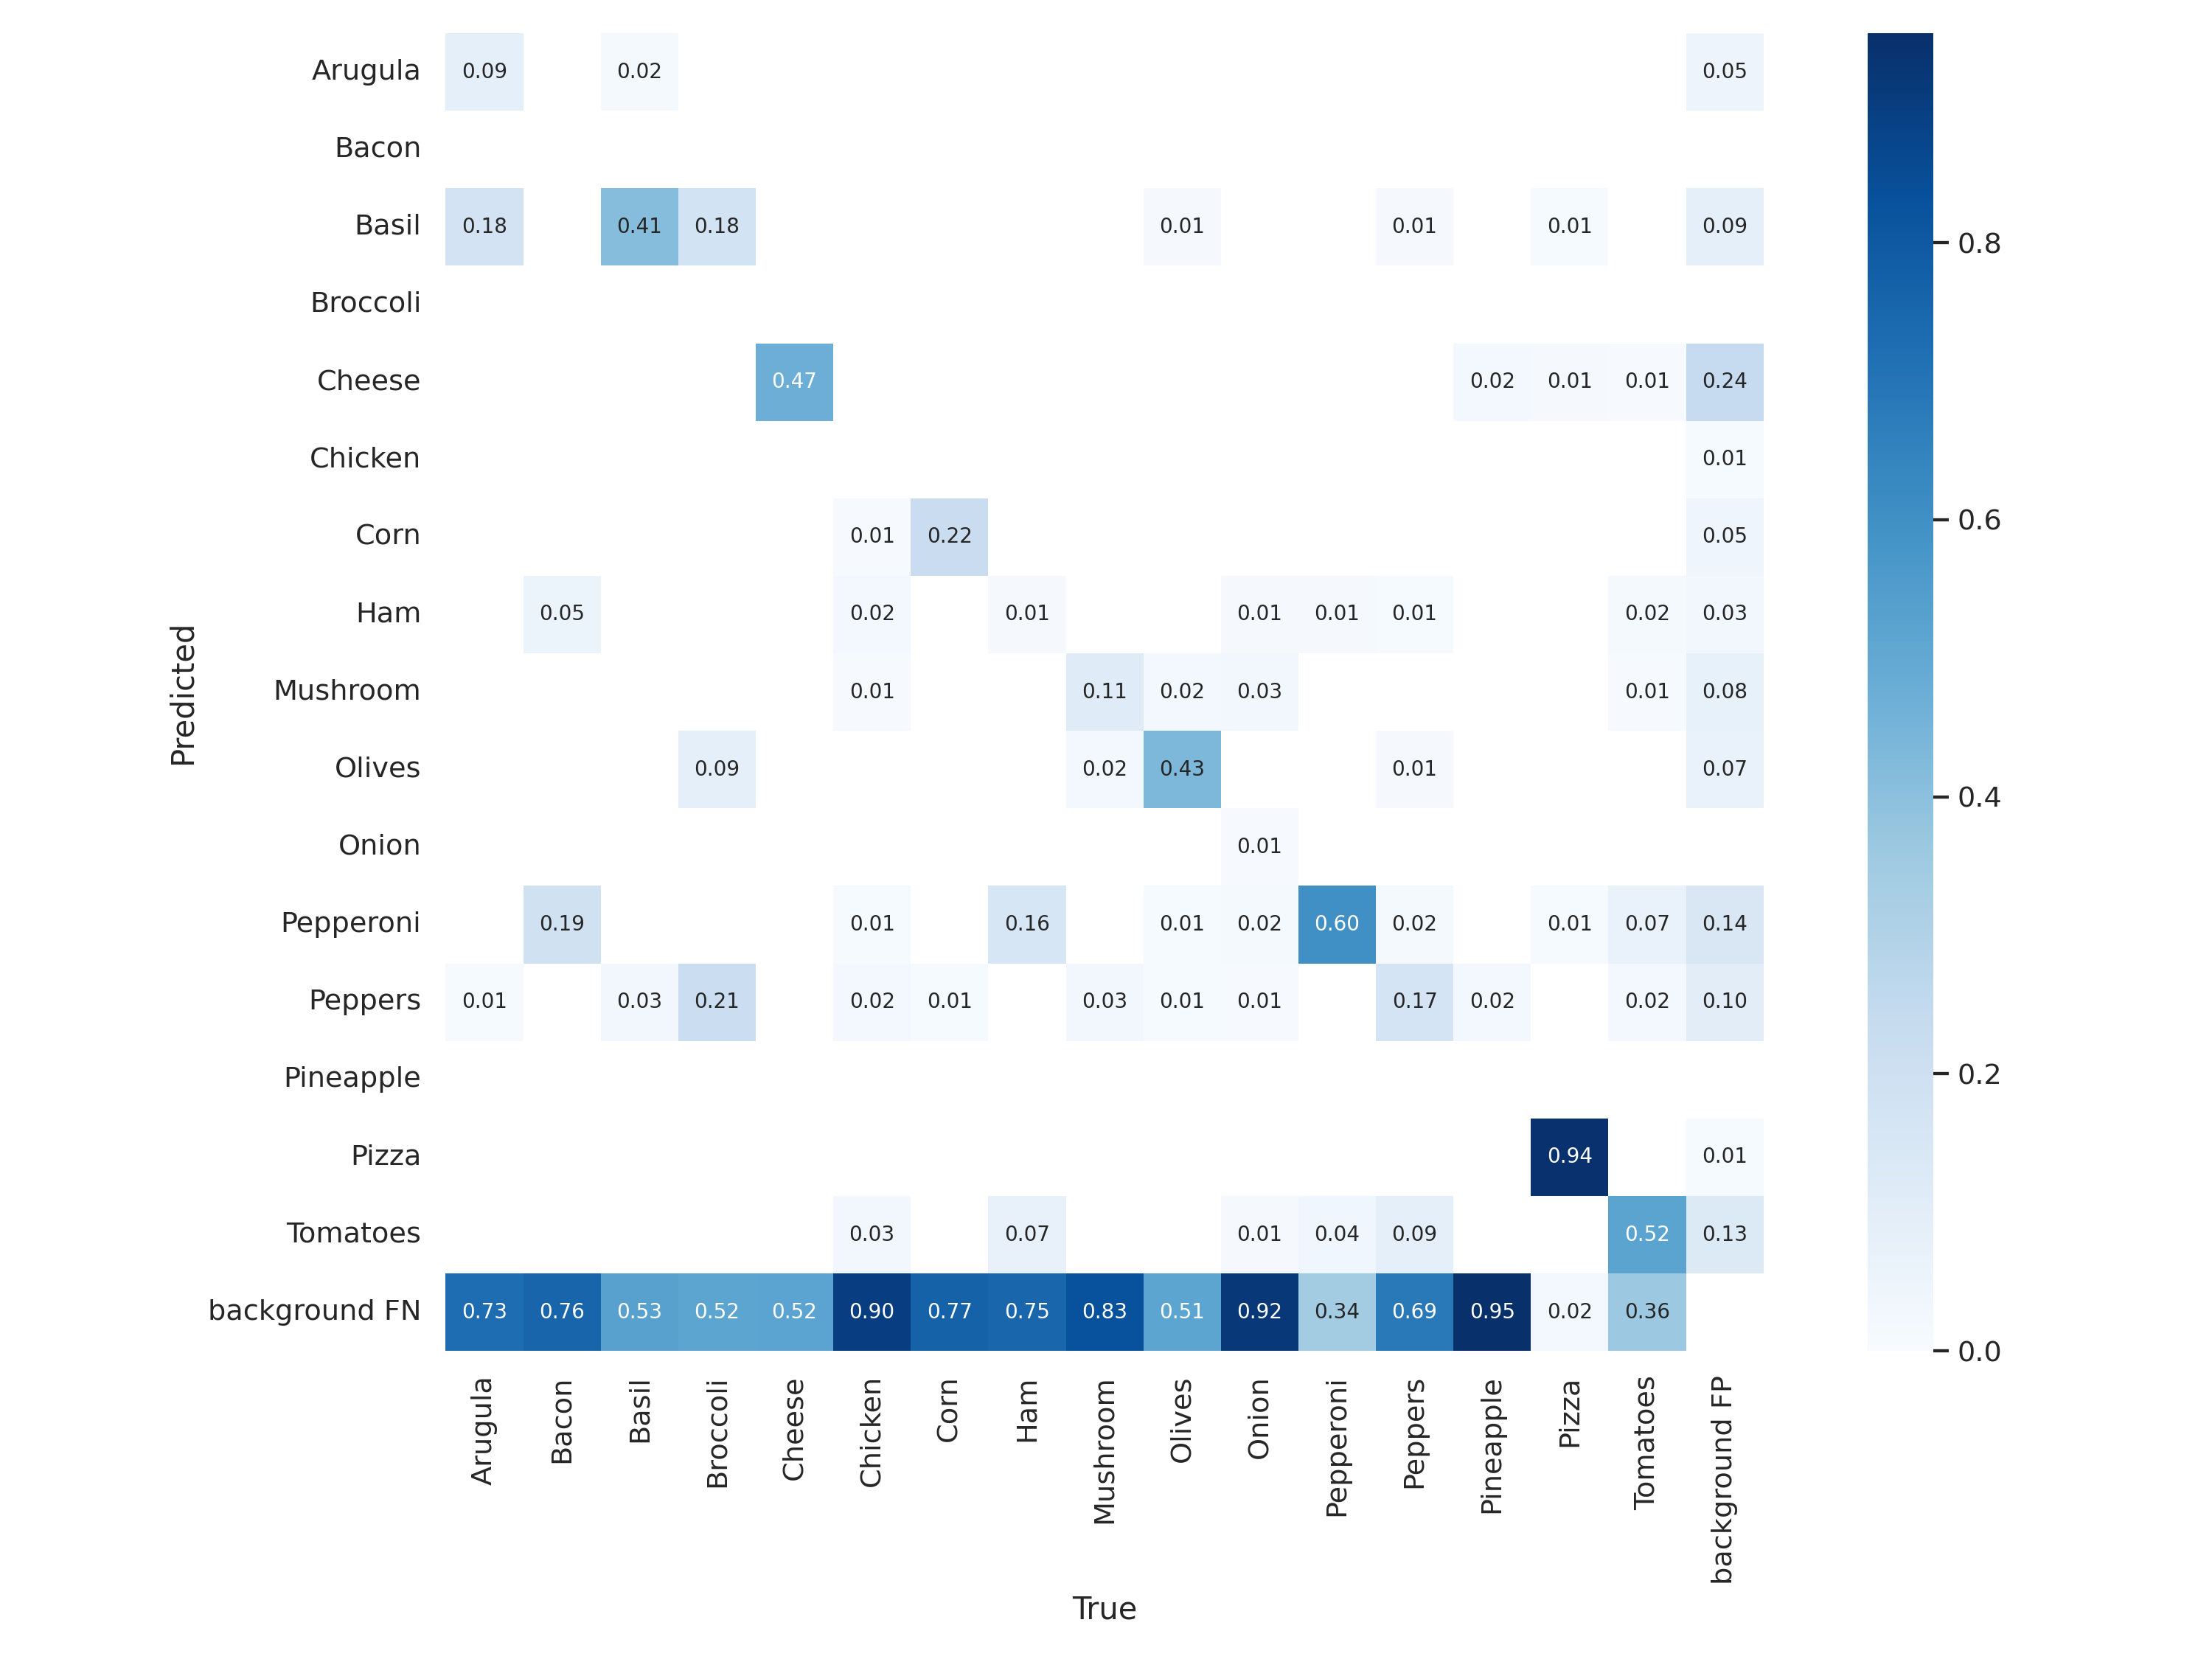 Arugula 0.09 0.02 0.05
Bacon
Basil 0.18 0.41 0.18 0.01 0.01 0.01 0.09
0.8
Broccoli
Cheese 0.47 0.02 0.01 0.01 0.24
Chicken 0.01
0.6
Corn 0.01 0.22 0.05
Ham 0.05 0.02 0.01 0.01 0.01 0.01 0.02 0.03
Predicted
Mushroom 0.01 0.11 0.02 0.03 0.01 0.08
Olives 0.09 0.02 0.43 0.01 0.07
0.4
Onion 0.01
Pepperoni 0.19 0.01 0.16 0.01 0.02 0.60 0.02 0.01 0.07 0.14
Peppers 0.01 0.03 0.21 0.02 0.01 0.03 0.01 0.01 0.17 0.02 0.02 0.10
0.2
Pineapple
Pizza 0.94 0.01
Tomatoes 0.03 0.07 0.01 0.04 0.09 0.52 0.13
background FN 0.73 0.76 0.53 0.52 0.52 0.90 0.77 0.75 0.83 0.51 0.92 0.34 0.69 0.95 0.02 0.36
0.0
Arugula
Bacon
Basil
Broccoli
Cheese
Chicken
Corn
Ham
Mushroom
Olives
Onion
Pepperoni
Peppers
Pineapple
Pizza
Tomatoes
background FP
True